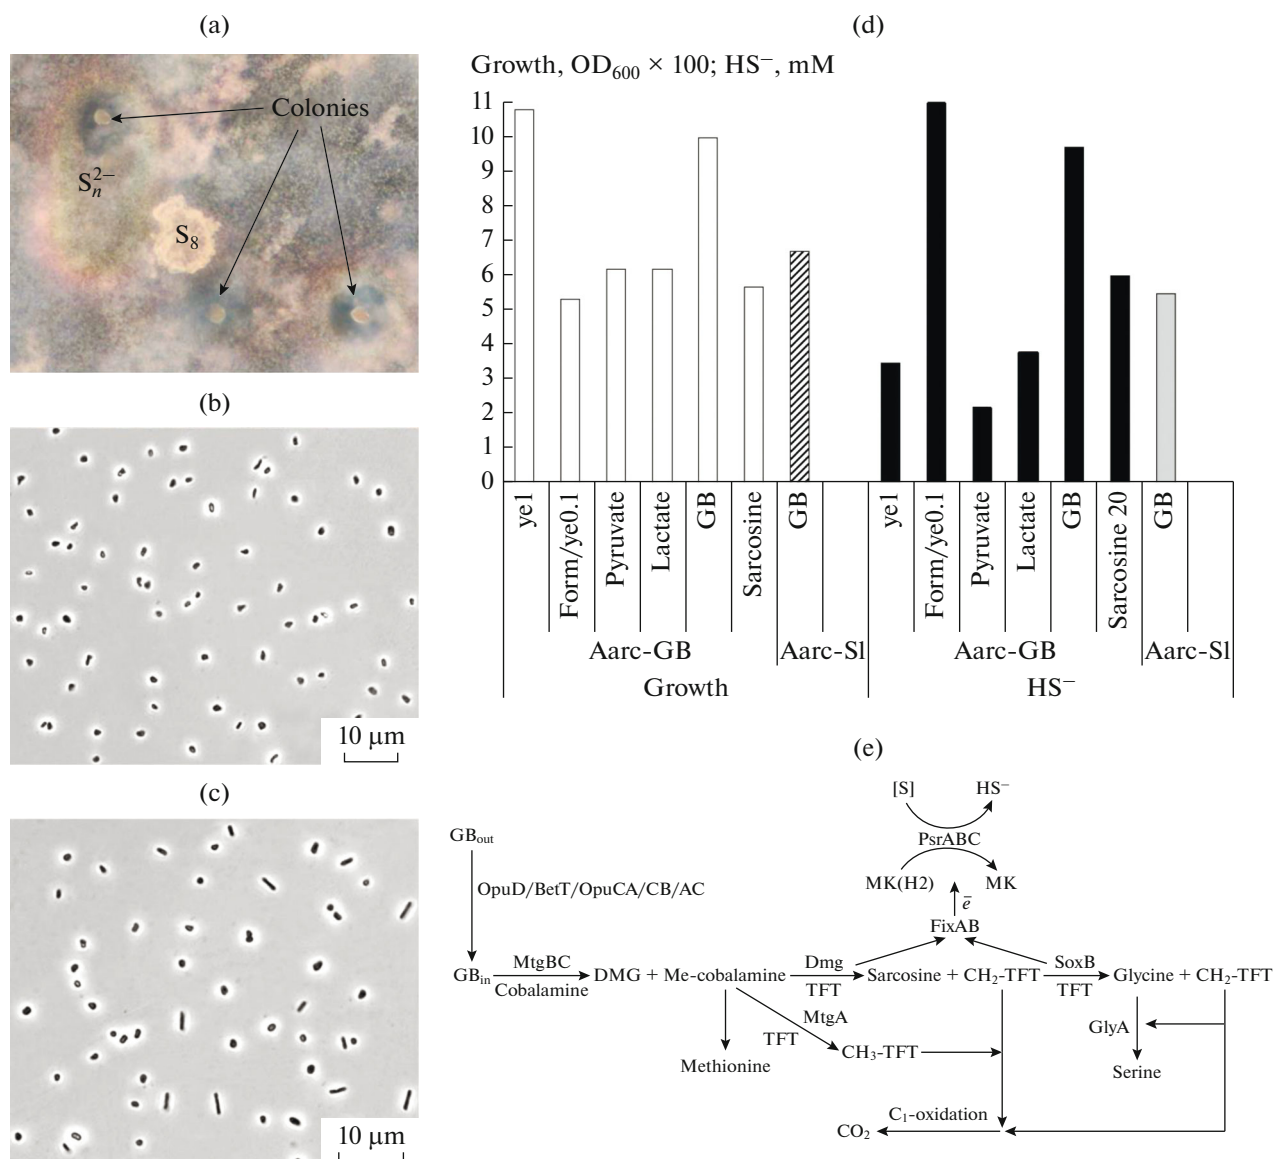 (a)
Colonies
Sₙ²⁻
S₈
(b)
10 μm
(c)
10 μm
(d)
Growth, OD₆₀₀ × 100; HS⁻, mM
11
10
9
8
7
6
5
4
3
2
1
0
ye1
Form/ye0.1
Pyruvate
Lactate
GB
Sarcosine
GB
ye1
Form/ye0.1
Pyruvate
Lactate
GB
Sarcosine 20
GB
Aarc-GB
Aarc-Sl
Aarc-GB
Aarc-Sl
Growth
HS⁻
(e)
[S] HS⁻
PsrABC
MK(H2) MK
e̅
FixAB
GBout
OpuD/BetT/OpuCA/CB/AC
GBin MtgBC Cobalamine DMG + Me-cobalamine Dmg TFT Sarcosine + CH₂-TFT SoxB TFT Glycine + CH₂-TFT
MtgA
TFT
CH₃-TFT
GlyA
Methionine
Serine
C₁-oxidation
CO₂